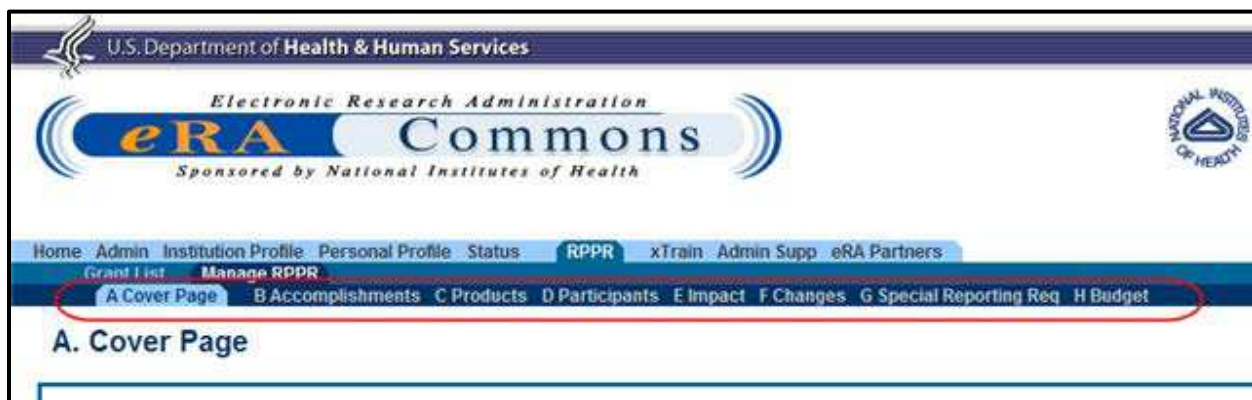 U.S. Department of Health & Human Services
Electronic Research Administration
eRA Commons
Sponsored by National Institutes of Health
NATIONAL INSTITUTES OF HEALTH
Home Admin Institution Profile Personal Profile Status RPPR xTrain Admin Supp eRA Partners
Grant List Manage RPPR
A Cover Page B Accomplishments C Products D Participants E Impact F Changes G Special Reporting Req H Budget
A. Cover Page